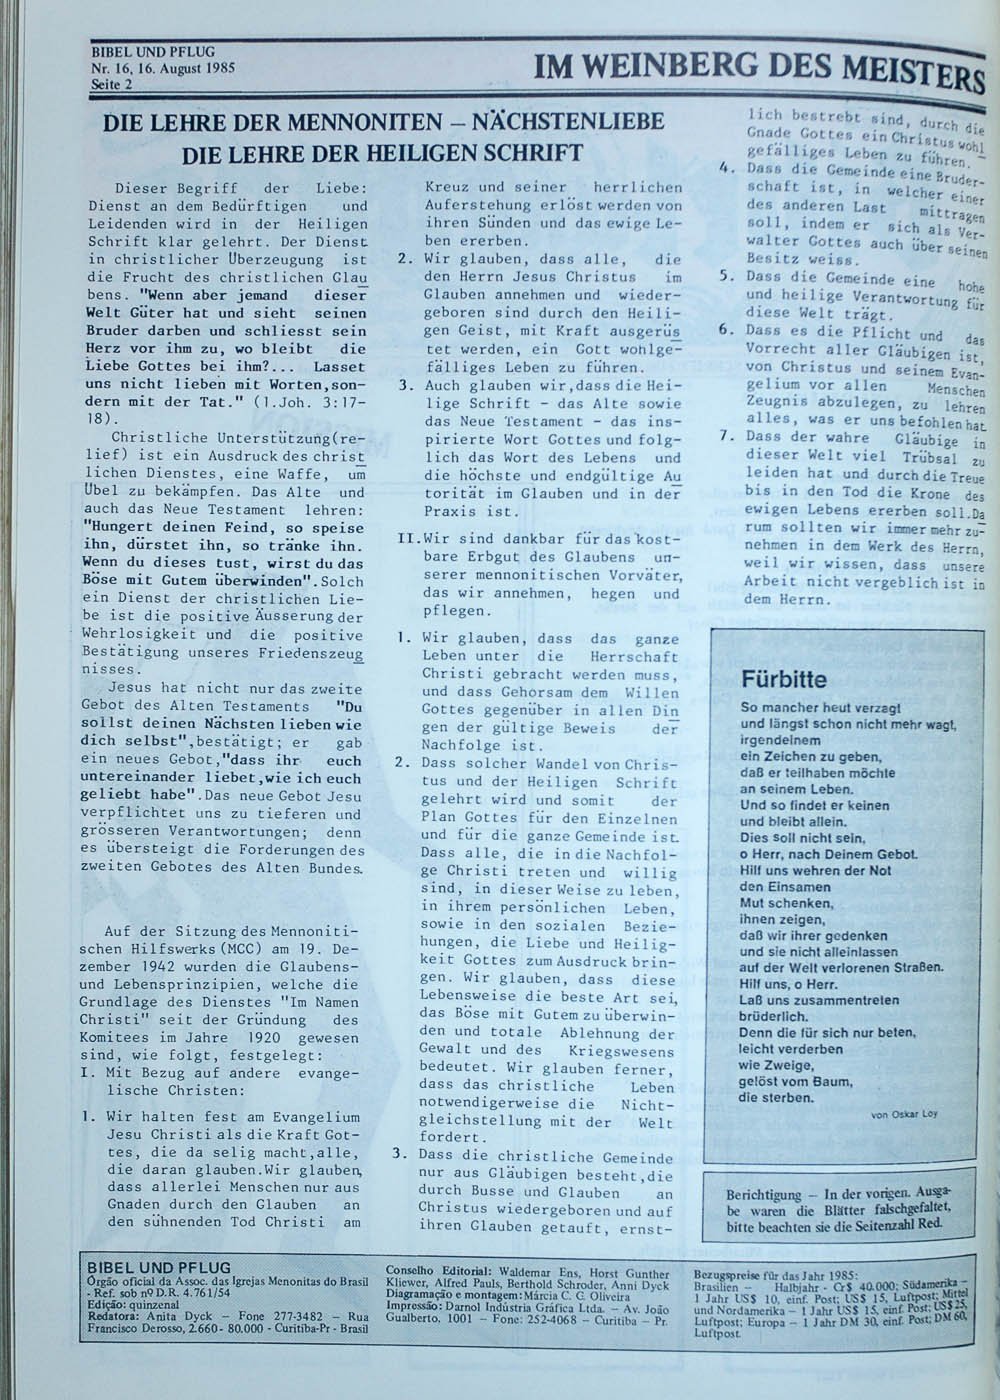 BIBEL UND PFLUG
Nr. 16, 16. August 1985
Seite 2
IM WEINBERG DES MEISTERS
DIE LEHRE DER MENNONITEN – NÄCHSTENLIEBE
DIE LEHRE DER HEILIGEN SCHRIFT
Dieser Begriff der Liebe:
Dienst an dem Bedürftigen und
Leidenden wird in der Heiligen
Schrift klar gelehrt. Der Dienst
in christlicher Überzeugung ist
die Frucht des christlichen Glau
bens. "Wenn aber jemand dieser
Welt Güter hat und sieht seinen
Bruder darben und schliesst sein
Herz vor ihm zu, wo bleibt die
Liebe Gottes bei ihm?... Lasset
uns nicht lieben mit Worten,son-
dern mit der Tat." (1.Joh. 3:17-
18).
Christliche Unterstützung(re-
lief) ist ein Ausdruck des christ
lichen Dienstes, eine Waffe, um
Übel zu bekämpfen. Das Alte und
auch das Neue Testament lehren:
"Hungert deinen Feind, so speise
ihn, dürstet ihn, so tränke ihn.
Wenn du dieses tust, wirst du das
Böse mit Gutem überwinden".Solch
ein Dienst der christlichen Lie-
be ist die positive Äusserung der
Wehrlosigkeit und die positive
Bestätigung unseres Friedenszeug
nisses.
Jesus hat nicht nur das zweite
Gebot des Alten Testaments "Du
sollst deinen Nächsten lieben wie
dich selbst",bestätigt; er gab
ein neues Gebot,"dass ihr euch
untereinander liebet,wie ich euch
geliebt habe".Das neue Gebot Jesu
verpflichtet uns zu tieferen und
grösseren Verantwortungen; denn
es übersteigt die Forderungen des
zweiten Gebotes des Alten Bundes.
Auf der Sitzung des Mennoniti-
schen Hilfswerks (MCC) am 19. De-
zember 1942 wurden die Glaubens-
und Lebensprinzipien, welche die
Grundlage des Dienstes "Im Namen
Christi" seit der Gründung des
Komitees im Jahre 1920 gewesen
sind, wie folgt, festgelegt:
I. Mit Bezug auf andere evange-
lische Christen:
1. Wir halten fest am Evangelium
Jesu Christi als die Kraft Got-
tes, die da selig macht,alle,
die daran glauben.Wir glauben,
dass allerlei Menschen nur aus
Gnaden durch den Glauben an
den sühnenden Tod Christi am
Kreuz und seiner herrlichen
Auferstehung erlöst werden von
ihren Sünden und das ewige Le-
ben ererben.
2. Wir glauben, dass alle, die
den Herrn Jesus Christus im
Glauben annehmen und wieder-
geboren sind durch den Heili-
gen Geist, mit Kraft ausgerüs
tet werden, ein Gott wohlge-
fälliges Leben zu führen.
3. Auch glauben wir,dass die Hei-
lige Schrift - das Alte sowie
das Neue Testament - das ins-
pirierte Wort Gottes und folg-
lich das Wort des Lebens und
die höchste und endgültige Au
torität im Glauben und in der
Praxis ist.
II.Wir sind dankbar für das kost-
bare Erbgut des Glaubens un-
serer mennonitischen Vorväter,
das wir annehmen, hegen und
pflegen.
1. Wir glauben, dass das ganze
Leben unter die Herrschaft
Christi gebracht werden muss,
und dass Gehorsam dem Willen
Gottes gegenüber in allen Din
gen der gültige Beweis der
Nachfolge ist.
2. Dass solcher Wandel von Chris-
tus und der Heiligen Schrift
gelehrt wird und somit der
Plan Gottes für den Einzelnen
und für die ganze Gemeinde ist.
Dass alle, die in die Nachfol-
ge Christi treten und willig
sind, in dieser Weise zu leben,
in ihrem persönlichen Leben,
sowie in den sozialen Bezie-
hungen, die Liebe und Heilig-
keit Gottes zum Ausdruck brin-
gen. Wir glauben, dass diese
Lebensweise die beste Art sei,
das Böse mit Gutem zu überwin-
den und totale Ablehnung der
Gewalt und des Kriegswesens
bedeutet. Wir glauben ferner,
dass das christliche Leben
notwendigerweise die Nicht-
gleichstellung mit der Welt
fordert.
3. Dass die christliche Gemeinde
nur aus Gläubigen besteht,die
durch Busse und Glauben an
Christus wiedergeboren und auf
ihren Glauben getauft, ernst-
lich bestrebt sind, durch die
Gnade Gottes ein Christus wohl
gefälliges Leben zu führen.
4. Dass die Gemeinde eine Bruder-
schaft ist, in welcher einer
des anderen Last mittragen
soll, indem er sich als Ver-
walter Gottes auch über seinen
Besitz weiss.
5. Dass die Gemeinde eine hohe
und heilige Verantwortung für
diese Welt trägt.
6. Dass es die Pflicht und das
Vorrecht aller Gläubigen ist,
von Christus und seinem Evan-
gelium vor allen Menschen
Zeugnis abzulegen, zu lehren
alles, was er uns befohlen hat.
7. Dass der wahre Gläubige in
dieser Welt viel Trübsal zu
leiden hat und durch die Treue
bis in den Tod die Krone des
ewigen Lebens ererben soll.Da
rum sollten wir immer mehr zu-
nehmen in dem Werk des Herrn,
weil wir wissen, dass unsere
Arbeit nicht vergeblich ist in
dem Herrn.
Fürbitte
So mancher heut verzagt
und längst schon nicht mehr wagt,
irgendeinem
ein Zeichen zu geben,
daß er teilhaben möchte
an seinem Leben.
Und so findet er keinen
und bleibt allein.
Dies soll nicht sein,
o Herr, nach Deinem Gebot.
Hilf uns wehren der Not
den Einsamen
Mut schenken,
ihnen zeigen,
daß wir ihrer gedenken
und sie nicht alleinlassen
auf der Welt verlorenen Straßen.
Hilf uns, o Herr.
Laß uns zusammentreten
brüderlich.
Denn die für sich nur beten,
leicht verderben
wie Zweige,
gelöst vom Baum,
die sterben.
von Oskar Loy
Berichtigung – In der vorigen. Ausga-
be waren die Blätter falschgefaltet,
bitte beachten sie die Seitenzahl Red.
BIBEL UND PFLUG
Órgão oficial da Assoc. das Igrejas Menonitas do Brasil
- Ref. sob nº D.R. 4.761/54
Edição: quinzenal
Redatora: Anita Dyck – Fone 277-3482 – Rua
Francisco Derosso, 2.660 - 80.000 - Curitiba-Pr - Brasil
Conselho Editorial: Waldemar Ens, Horst Gunther
Kliewer, Alfred Pauls, Berthold Schroder, Anni Dyck
Diagramação e montagem: Márcia C. C. Oliveira
Impressão: Darnol Indústria Gráfica Ltda. – Av. João
Gualberto, 1001 – Fone: 252-4068 – Curitiba – Pr.
Bezugspreise für das Jahr 1985:
Brasilien – Halbjahr - Cr$ 40.000; Südamerika –
1 Jahr US$ 10, einf. Post; US$ 15, Luftpost; Mittel
und Nordamerika – 1 Jahr US$ 15, einf. Post; US$ 25,
Luftpost; Europa – 1 Jahr DM 30, einf. Post; DM 60,
Luftpost.